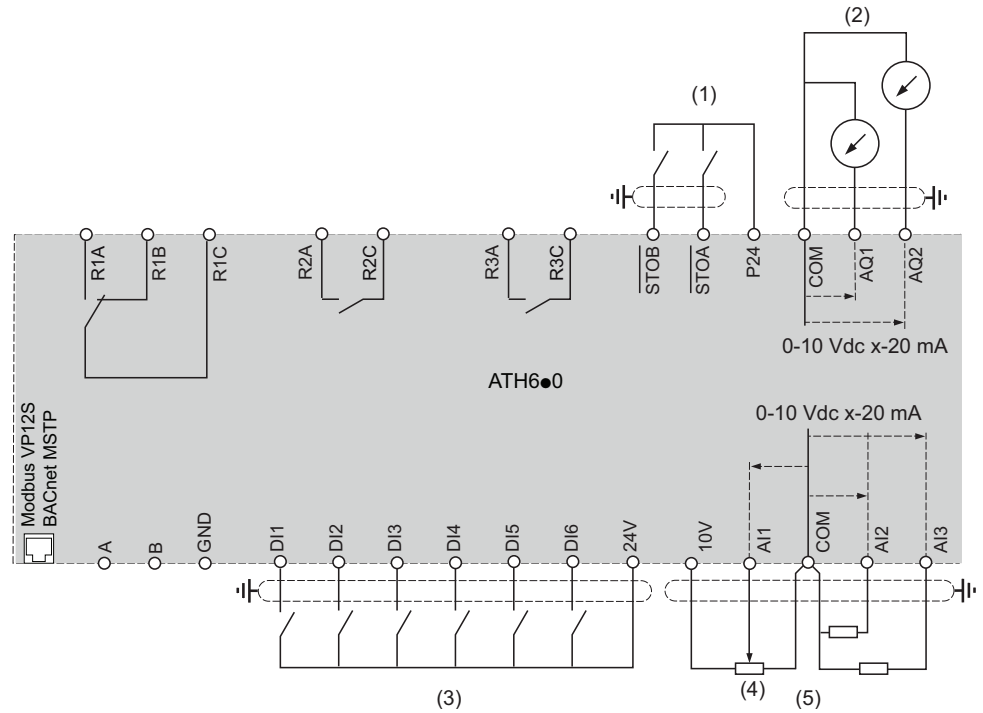 (2)
(1)
R1A
R1B
R1C
R2A
R2C
R3A
R3C
STOB
STOA
P24
COM
AQ1
AQ2
0-10 Vdc x-20 mA
ATH6●0
0-10 Vdc x-20 mA
Modbus VP12S
BACnet MSTP
A
B
GND
DI1
DI2
DI3
DI4
DI5
DI6
24V
10V
AI1
COM
AI2
AI3
(3)
(4)
(5)